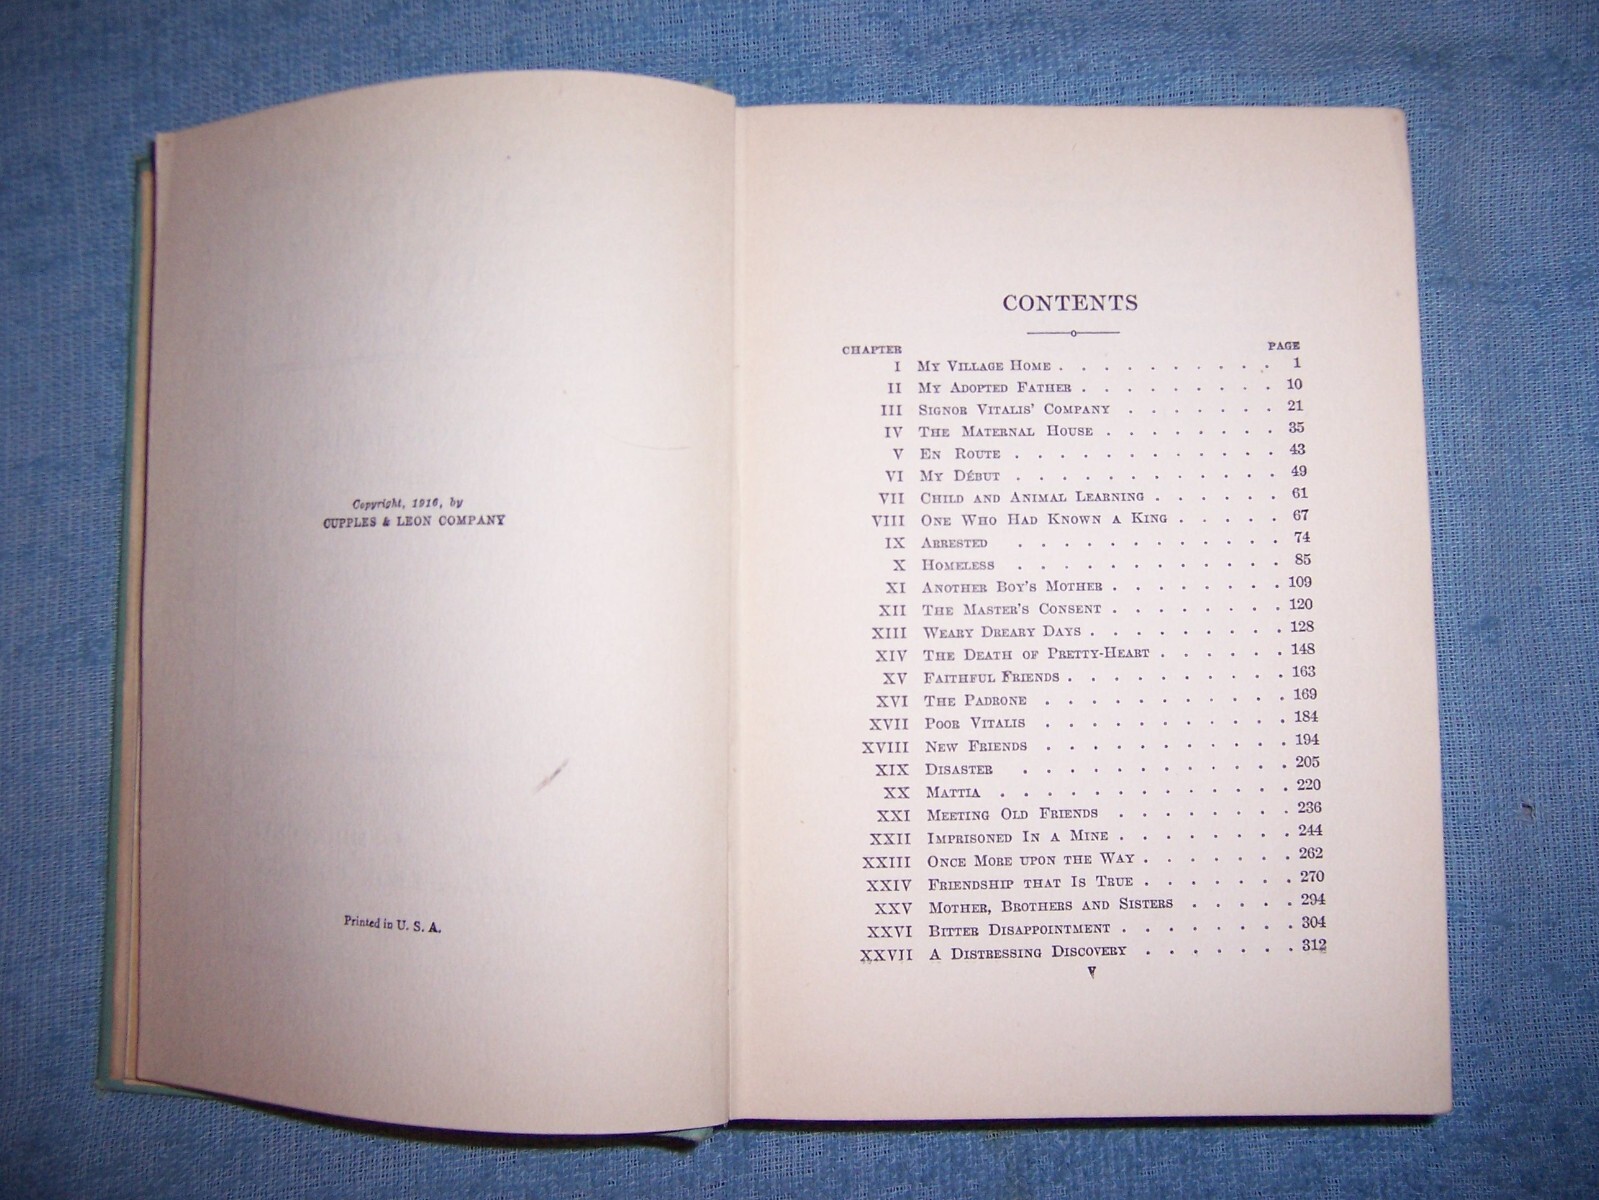 Copyright, 1916, by
CUPPLES & LEON COMPANY
Printed in U. S. A.
CONTENTS
CHAPTER PAGE
I MY VILLAGE HOME . . . . . . . . . . 1
II MY ADOPTED FATHER . . . . . . . . . 10
III SIGNOR VITALIS' COMPANY . . . . . . . 21
IV THE MATERNAL HOUSE . . . . . . . . 35
V EN ROUTE . . . . . . . . . . . . 43
VI MY DÉBUT . . . . . . . . . . . . 49
VII CHILD AND ANIMAL LEARNING . . . . . . 61
VIII ONE WHO HAD KNOWN A KING . . . . . 67
IX ARRESTED . . . . . . . . . . . . 74
X HOMELESS . . . . . . . . . . . . 85
XI ANOTHER BOY'S MOTHER . . . . . . . . 109
XII THE MASTER'S CONSENT . . . . . . . . 120
XIII WEARY DREARY DAYS . . . . . . . . . 128
XIV THE DEATH OF PRETTY-HEART . . . . . . 148
XV FAITHFUL FRIENDS . . . . . . . . . . 163
XVI THE PADRONE . . . . . . . . . . . 169
XVII POOR VITALIS . . . . . . . . . . . 184
XVIII NEW FRIENDS . . . . . . . . . . . 194
XIX DISASTER . . . . . . . . . . . . 205
XX MATTIA . . . . . . . . . . . . . 220
XXI MEETING OLD FRIENDS . . . . . . . . 236
XXII IMPRISONED IN A MINE . . . . . . . . 244
XXIII ONCE MORE UPON THE WAY . . . . . . . 262
XXIV FRIENDSHIP THAT IS TRUE . . . . . . . 270
XXV MOTHER, BROTHERS AND SISTERS . . . . . 294
XXVI BITTER DISAPPOINTMENT . . . . . . . . 304
XXVII A DISTRESSING DISCOVERY . . . . . . . 312
V